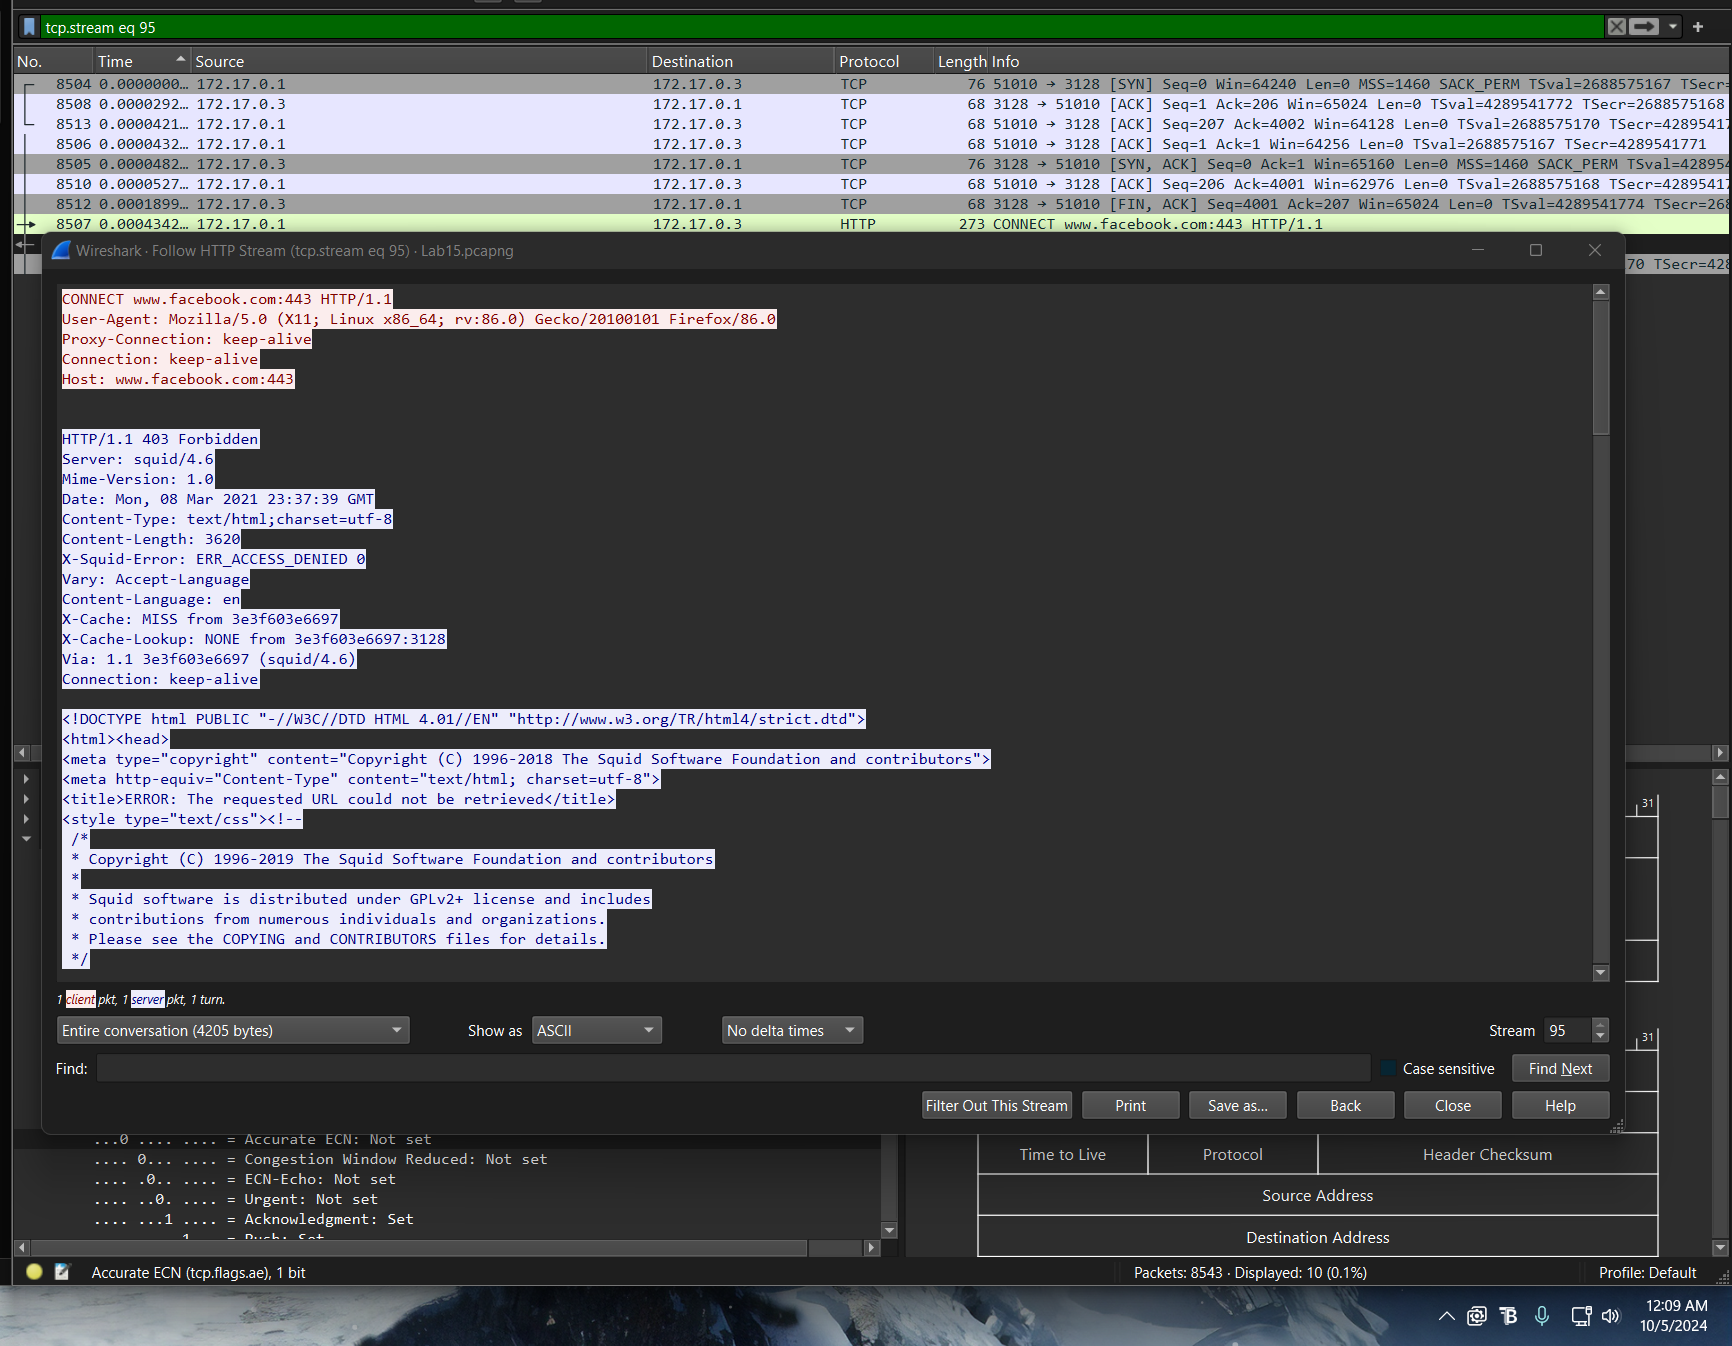 tcp.stream eq 95
No. Time Source Destination Protocol Length Info
8504 0.0000000… 172.17.0.1 172.17.0.3 TCP 76 51010 → 3128 [SYN] Seq=0 Win=64240 Len=0 MSS=1460 SACK_PERM TSval=2688575167 TSecr=
8508 0.0000292… 172.17.0.3 172.17.0.1 TCP 68 3128 → 51010 [ACK] Seq=1 Ack=206 Win=65024 Len=0 TSval=4289541772 TSecr=2688575168
8513 0.0000421… 172.17.0.1 172.17.0.3 TCP 68 51010 → 3128 [ACK] Seq=207 Ack=4002 Win=64128 Len=0 TSval=2688575170 TSecr=42895417
8506 0.0000432… 172.17.0.1 172.17.0.3 TCP 68 51010 → 3128 [ACK] Seq=1 Ack=1 Win=64256 Len=0 TSval=2688575167 TSecr=4289541771
8505 0.0000482… 172.17.0.3 172.17.0.1 TCP 76 3128 → 51010 [SYN, ACK] Seq=0 Ack=1 Win=65160 Len=0 MSS=1460 SACK_PERM TSval=428954
8510 0.0000527… 172.17.0.1 172.17.0.3 TCP 68 51010 → 3128 [ACK] Seq=206 Ack=4001 Win=62976 Len=0 TSval=2688575168 TSecr=42895417
8512 0.0001899… 172.17.0.3 172.17.0.1 TCP 68 3128 → 51010 [FIN, ACK] Seq=4001 Ack=207 Win=65024 Len=0 TSval=4289541774 TSecr=268
8507 0.0004342… 172.17.0.1 172.17.0.3 HTTP 273 CONNECT www.facebook.com:443 HTTP/1.1
Wireshark · Follow HTTP Stream (tcp.stream eq 95) · Lab15.pcapng
70 TSecr=428
CONNECT www.facebook.com:443 HTTP/1.1
User-Agent: Mozilla/5.0 (X11; Linux x86_64; rv:86.0) Gecko/20100101 Firefox/86.0
Proxy-Connection: keep-alive
Connection: keep-alive
Host: www.facebook.com:443
HTTP/1.1 403 Forbidden
Server: squid/4.6
Mime-Version: 1.0
Date: Mon, 08 Mar 2021 23:37:39 GMT
Content-Type: text/html;charset=utf-8
Content-Length: 3620
X-Squid-Error: ERR_ACCESS_DENIED 0
Vary: Accept-Language
Content-Language: en
X-Cache: MISS from 3e3f603e6697
X-Cache-Lookup: NONE from 3e3f603e6697:3128
Via: 1.1 3e3f603e6697 (squid/4.6)
Connection: keep-alive
<!DOCTYPE html PUBLIC "-//W3C//DTD HTML 4.01//EN" "http://www.w3.org/TR/html4/strict.dtd">
<html><head>
<meta type="copyright" content="Copyright (C) 1996-2018 The Squid Software Foundation and contributors">
<meta http-equiv="Content-Type" content="text/html; charset=utf-8">
<title>ERROR: The requested URL could not be retrieved</title>
<style type="text/css"><!--
/*
* Copyright (C) 1996-2019 The Squid Software Foundation and contributors
*
* Squid software is distributed under GPLv2+ license and includes
* contributions from numerous individuals and organizations.
* Please see the COPYING and CONTRIBUTORS files for details.
*/
31
1 client pkt, 1 server pkt, 1 turn.
Entire conversation (4205 bytes) Show as ASCII No delta times Stream 95
31
Find: Case sensitive Find Next
Filter Out This Stream Print Save as… Back Close Help
...0 .... .... = Accurate ECN: Not set
.... 0... .... = Congestion Window Reduced: Not set
.... .0.. .... = ECN-Echo: Not set
.... ..0. .... = Urgent: Not set
.... ...1 .... = Acknowledgment: Set
Time to Live Protocol Header Checksum
Source Address
Destination Address
Accurate ECN (tcp.flags.ae), 1 bit Packets: 8543 · Displayed: 10 (0.1%) Profile: Default
12:09 AM
10/5/2024